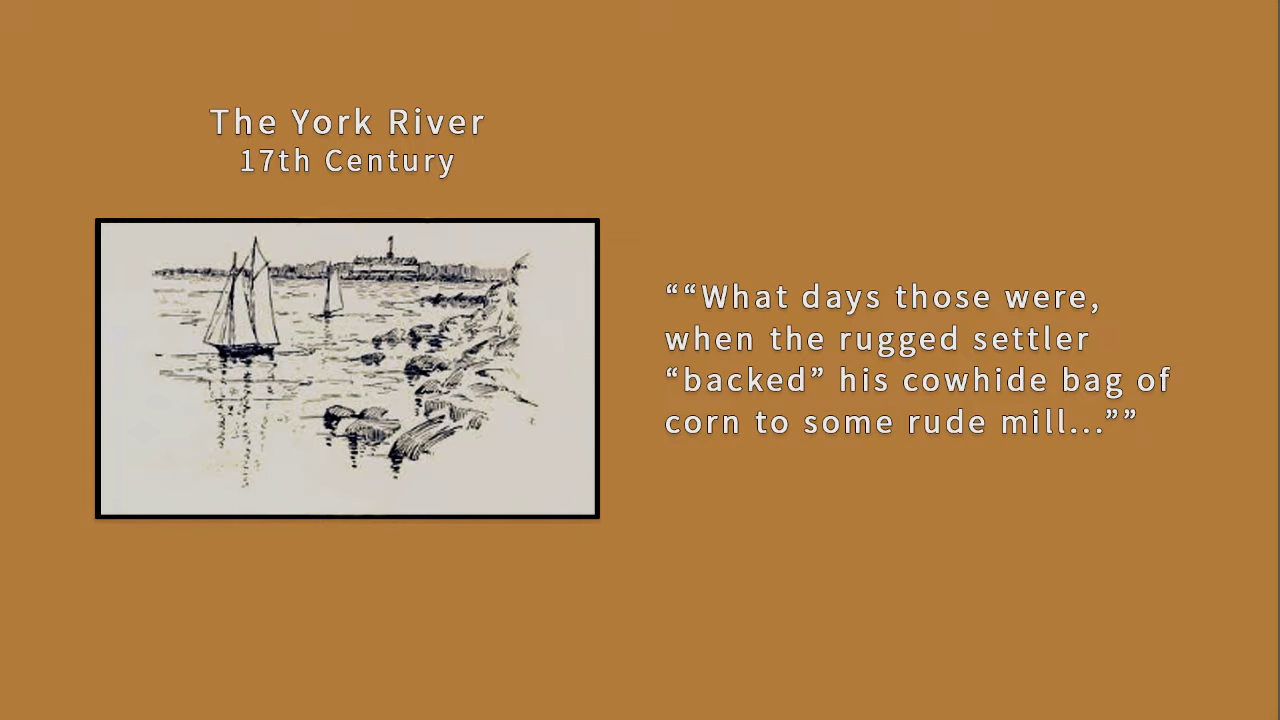 The York River
17th Century
““What days those were,
when the rugged settler
“backed” his cowhide bag of
corn to some rude mill...””